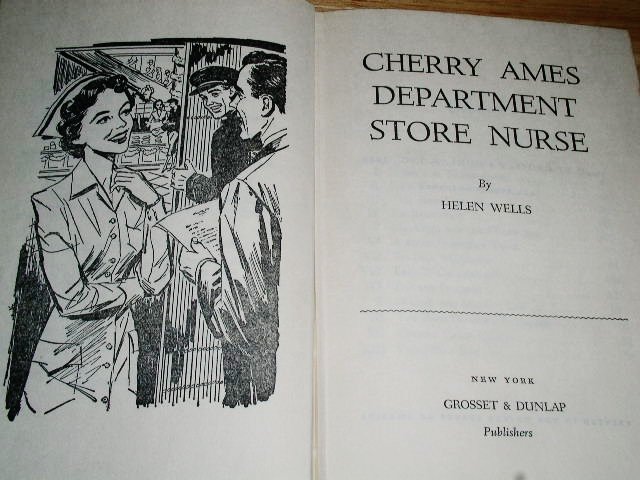 CHERRY AMES
DEPARTMENT
STORE NURSE
By
HELEN WELLS
NEW YORK
GROSSET & DUNLAP
Publishers